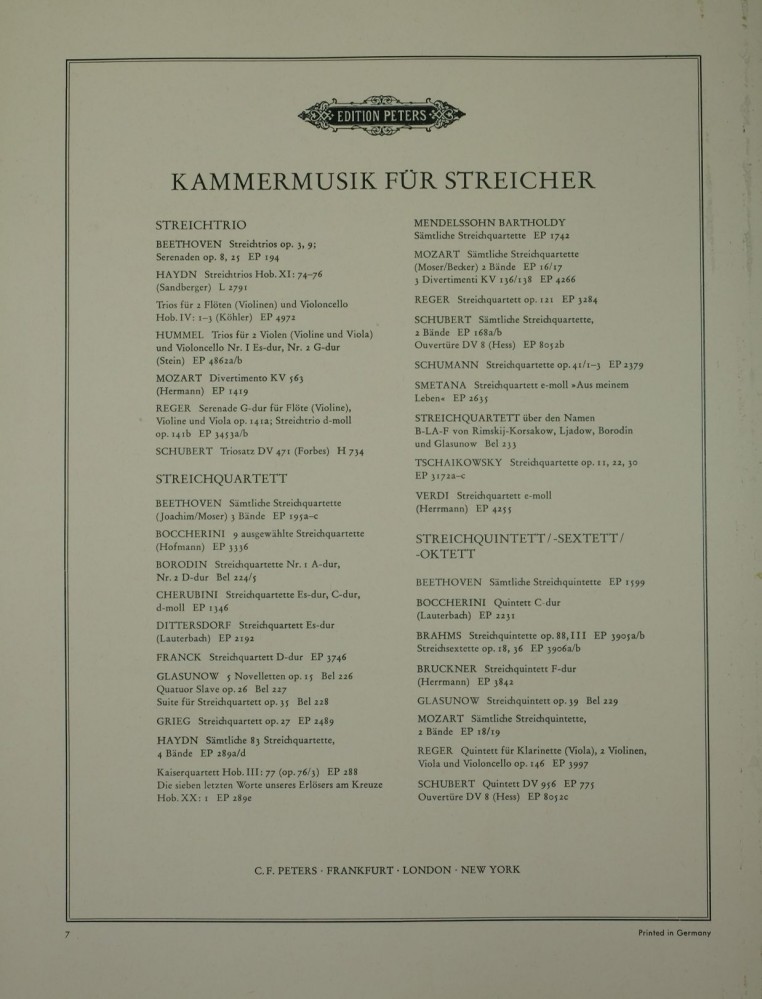 EDITION PETERS
KAMMERMUSIK FÜR STREICHER
STREICHTRIO
BEETHOVEN Streichtrios op. 3, 9;
Serenaden op. 8, 25 EP 194
HAYDN Streichtrios Hob. XI: 74–76
(Sandberger) L 2791
Trios für 2 Flöten (Violinen) und Violoncello
Hob. IV: 1–3 (Köhler) EP 4972
HUMMEL Trios für 2 Violen (Violine und Viola)
und Violoncello Nr. I Es-dur, Nr. 2 G-dur
(Stein) EP 4862a/b
MOZART Divertimento KV 563
(Hermann) EP 1419
REGER Serenade G-dur für Flöte (Violine),
Violine und Viola op. 141a; Streichtrio d-moll
op. 141b EP 3453a/b
SCHUBERT Triosatz DV 471 (Forbes) H 734
STREICHQUARTETT
BEETHOVEN Sämtliche Streichquartette
(Joachim/Moser) 3 Bände EP 195a–c
BOCCHERINI 9 ausgewählte Streichquartette
(Hofmann) EP 3336
BORODIN Streichquartette Nr. 1 A-dur,
Nr. 2 D-dur Bel 224/5
CHERUBINI Streichquartette Es-dur, C-dur,
d-moll EP 1346
DITTERSDORF Streichquartett Es-dur
(Lauterbach) EP 2192
FRANCK Streichquartett D-dur EP 3746
GLASUNOW 5 Novelletten op. 15 Bel 226
Quatuor Slave op. 26 Bel 227
Suite für Streichquartett op. 35 Bel 228
GRIEG Streichquartett op. 27 EP 2489
HAYDN Sämtliche 83 Streichquartette,
4 Bände EP 289a/d
Kaiserquartett Hob. III: 77 (op. 76/3) EP 288
Die sieben letzten Worte unseres Erlösers am Kreuze
Hob. XX: 1 EP 289e
MENDELSSOHN BARTHOLDY
Sämtliche Streichquartette EP 1742
MOZART Sämtliche Streichquartette
(Moser/Becker) 2 Bände EP 16/17
3 Divertimenti KV 136/138 EP 4266
REGER Streichquartett op. 121 EP 3284
SCHUBERT Sämtliche Streichquartette,
2 Bände EP 168a/b
Ouvertüre DV 8 (Hess) EP 8052b
SCHUMANN Streichquartette op. 41/1–3 EP 2379
SMETANA Streichquartett e-moll »Aus meinem
Leben« EP 2635
STREICHQUARTETT über den Namen
B-LA-F von Rimskij-Korsakow, Ljadow, Borodin
und Glasunow Bel 233
TSCHAIKOWSKY Streichquartette op. 11, 22, 30
EP 3172a–c
VERDI Streichquartett e-moll
(Herrmann) EP 4255
STREICHQUINTETT/-SEXTETT/
-OKTETT
BEETHOVEN Sämtliche Streichquintette EP 1599
BOCCHERINI Quintett C-dur
(Lauterbach) EP 2231
BRAHMS Streichquintette op. 88, III EP 3905a/b
Streichsextette op. 18, 36 EP 3906a/b
BRUCKNER Streichquintett F-dur
(Herrmann) EP 3842
GLASUNOW Streichquintett op. 39 Bel 229
MOZART Sämtliche Streichquintette,
2 Bände EP 18/19
REGER Quintett für Klarinette (Viola), 2 Violinen,
Viola und Violoncello op. 146 EP 3997
SCHUBERT Quintett DV 956 EP 775
Ouvertüre DV 8 (Hess) EP 8052c
C. F. PETERS · FRANKFURT · LONDON · NEW YORK
7
Printed in Germany